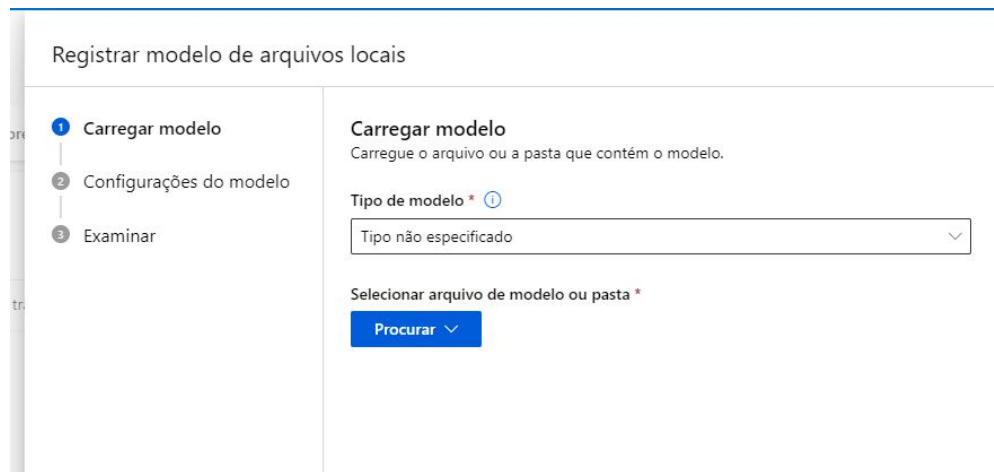 Registrar modelo de arquivos locais
1 Carregar modelo
2 Configurações do modelo
3 Examinar
Carregar modelo
Carregue o arquivo ou a pasta que contém o modelo.
Tipo de modelo *
Tipo não especificado
Selecionar arquivo de modelo ou pasta *
Procurar